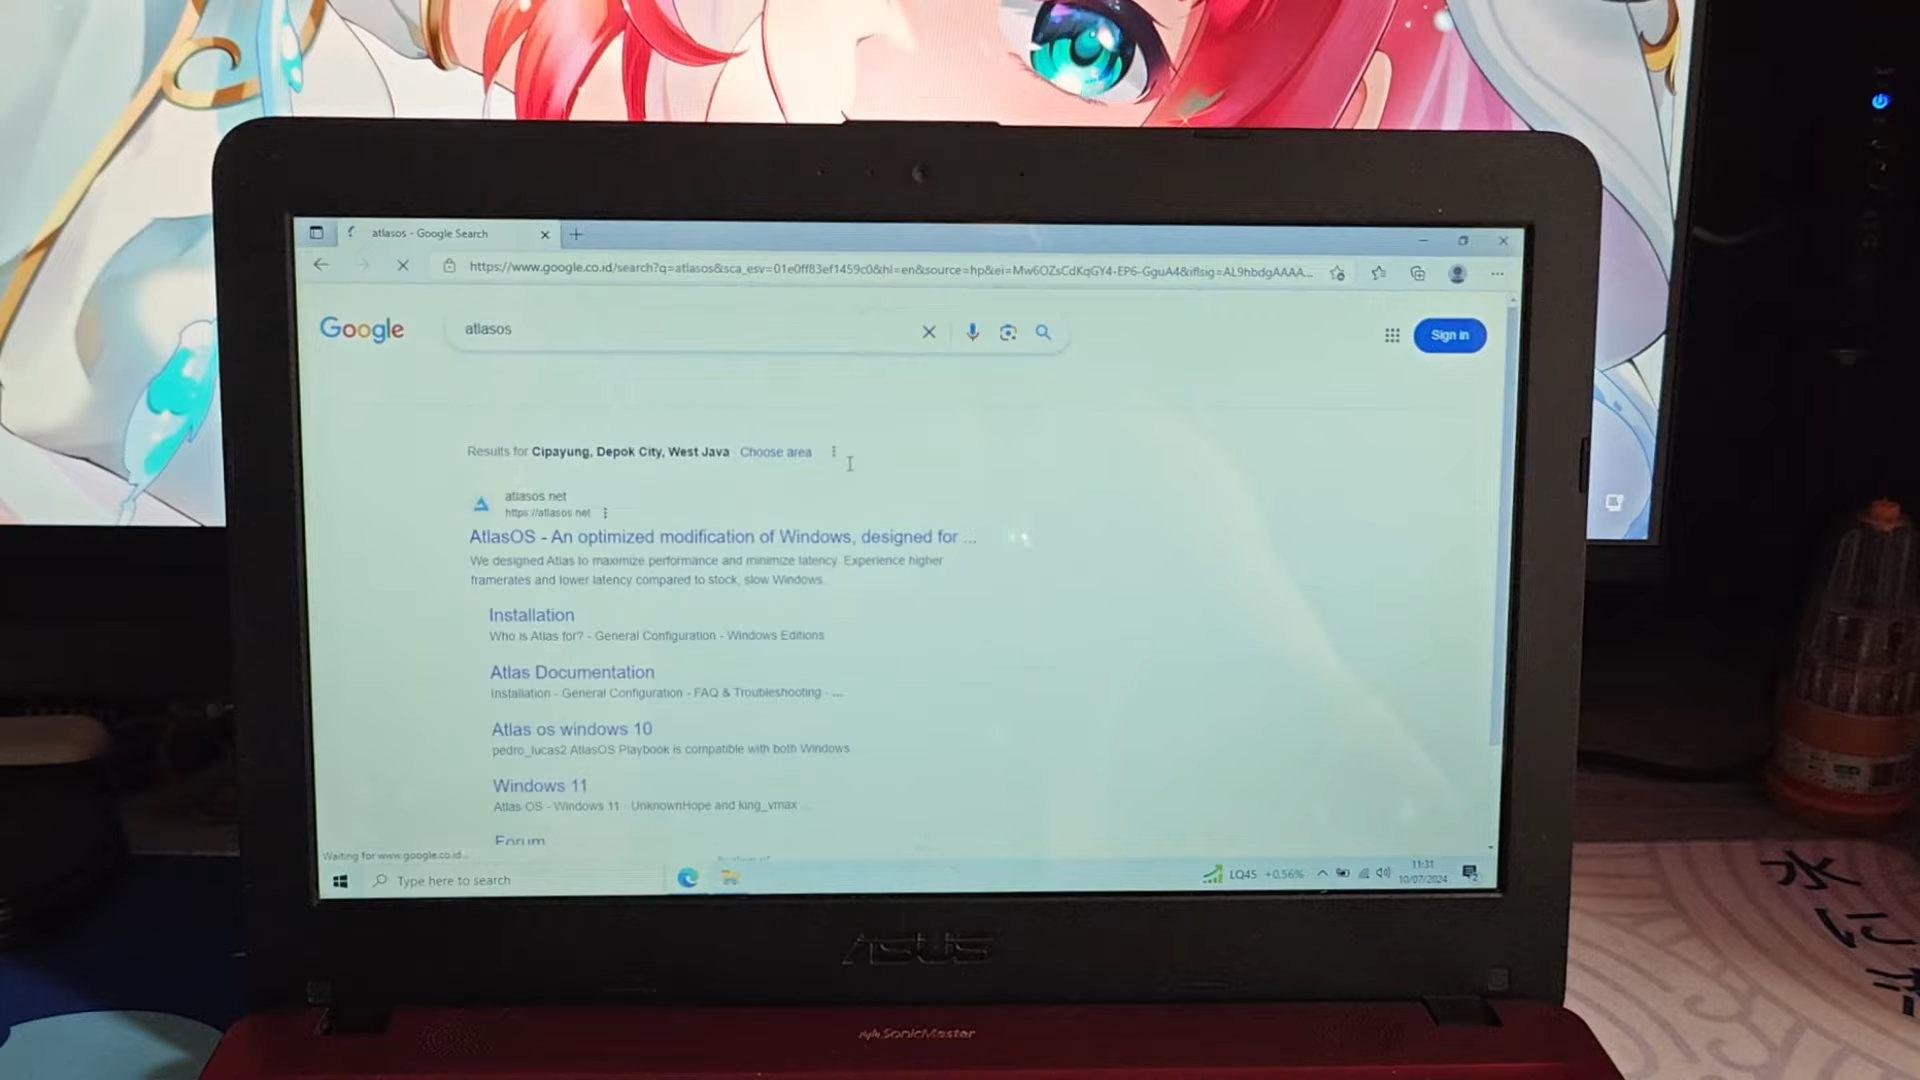 atlasos - Google Search
https://www.google.co.id/search?q=atlasos&sca_esv=01e0ff83ef1459c0&hl=en&source=hp&ei=Mw6OZsCdKqGY4-EP6-GguA4&iflsig=AL9hbdgAAAA...
Google
atlasos
Sign in
Results for Cipayung, Depok City, West Java Choose area
atlasos.net
https://atlasos.net
AtlasOS - An optimized modification of Windows, designed for ...
We designed Atlas to maximize performance and minimize latency. Experience higher
framerates and lower latency compared to stock, slow Windows.
Installation
Who is Atlas for? - General Configuration - Windows Editions
Atlas Documentation
Installation - General Configuration - FAQ & Troubleshooting - ...
Atlas os windows 10
pedro_lucas2 AtlasOS Playbook is compatible with both Windows
Windows 11
Atlas OS - Windows 11 · UnknownHope and king_vmax
Forum
Waiting for www.google.co.id...
Type here to search
LQ45 +0,56%
11:31
10/07/2024
ASUS
SonicMaster
水